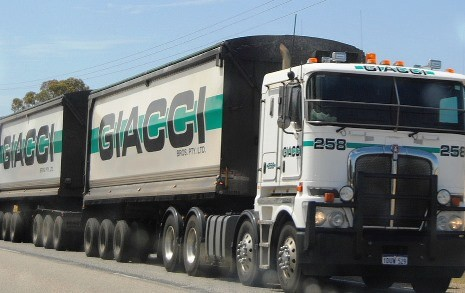 GIACCI
GIACCI
BROS. PTY. LTD.
GIACCI
GIACCI
258
258